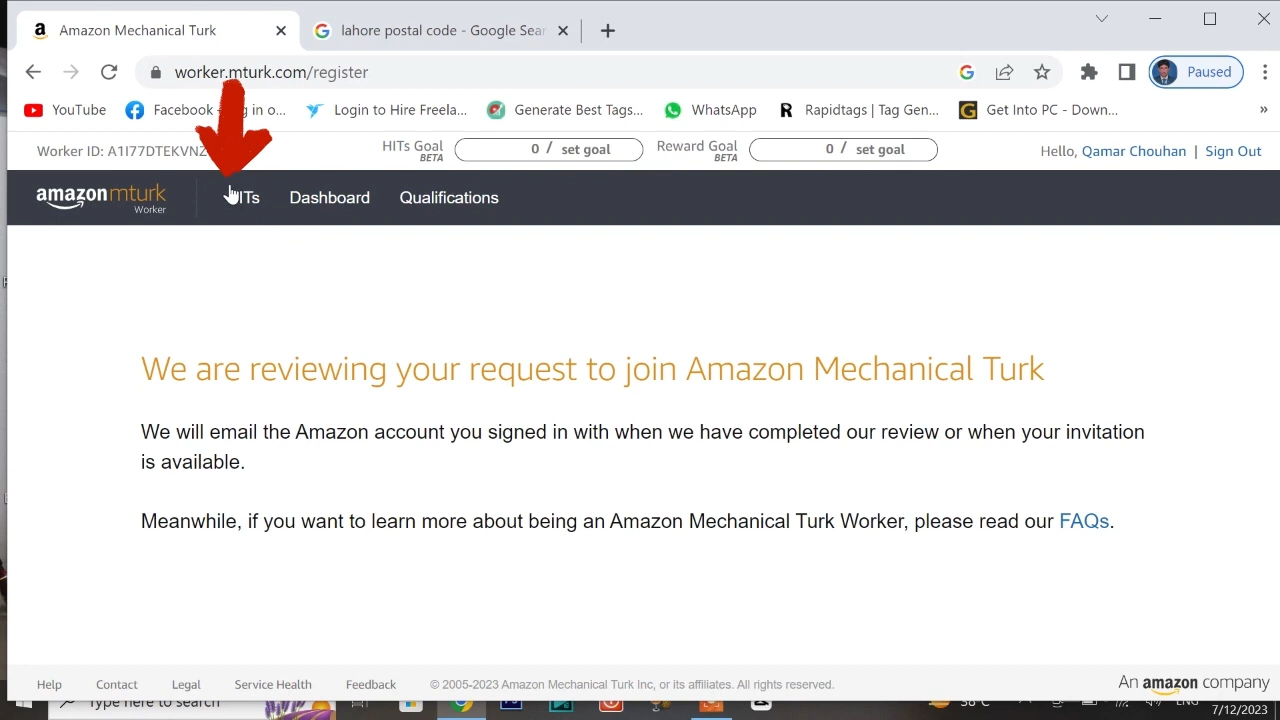 Amazon Mechanical Turk
lahore postal code - Google Sear
worker.mturk.com/register
Paused
YouTube
Facebook
in o...
Login to Hire Freela...
Generate Best Tags...
WhatsApp
Rapidtags | Tag Gen...
Get Into PC - Down...
»
Worker ID: A1I77DTEKVNZ
HITs Goal
BETA
0 / set goal
Reward Goal
BETA
0 / set goal
Hello, Qamar Chouhan | Sign Out
amazonmturk
Worker
Dashboard
Qualifications
We are reviewing your request to join Amazon Mechanical Turk
We will email the Amazon account you signed in with when we have completed our review or when your invitation
is available.
Meanwhile, if you want to learn more about being an Amazon Mechanical Turk Worker, please read our FAQs.
Help
Contact
Legal
Service Health
Feedback
© 2005-2023 Amazon Mechanical Turk Inc, or its affiliates. All rights reserved.
An amazon company
Type here to search
ENG
7/12/2023